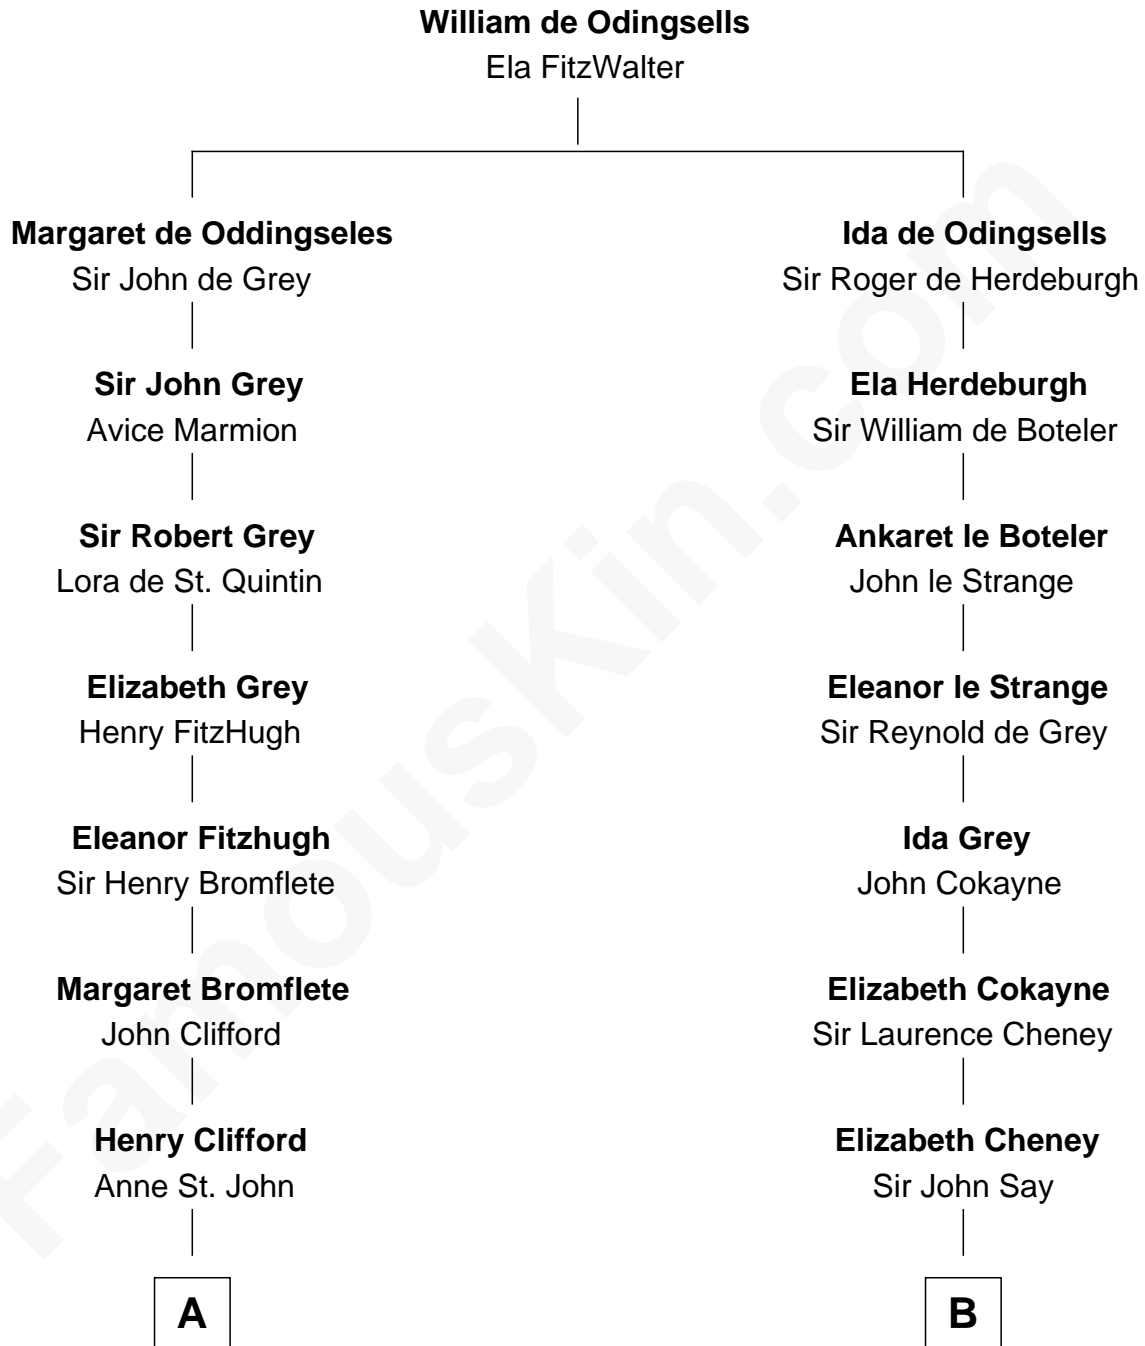 William de Odingsells
Ela FitzWalter
Margaret de Oddingseles
Sir John de Grey
Sir John Grey
Avice Marmion
Sir Robert Grey
Lora de St. Quintin
Elizabeth Grey
Henry FitzHugh
Eleanor Fitzhugh
Sir Henry Bromflete
Margaret Bromflete
John Clifford
Henry Clifford
Anne St. John
A
Ida de Odingsells
Sir Roger de Herdeburgh
Ela Herdeburgh
Sir William de Boteler
Ankaret le Boteler
John le Strange
Eleanor le Strange
Sir Reynold de Grey
Ida Grey
John Cokayne
Elizabeth Cokayne
Sir Laurence Cheney
Elizabeth Cheney
Sir John Say
B
FamousKin.com